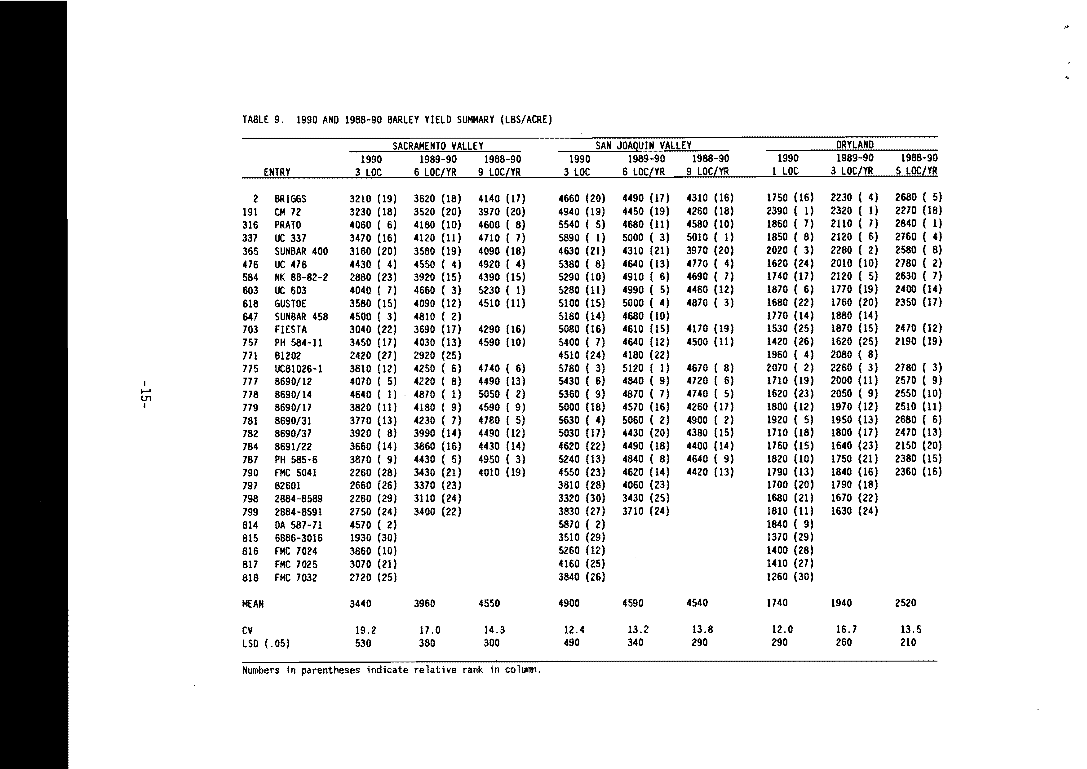 TABLE 9. 1990 AND 1988-90 BARLEY YIELD SUMMARY (LBS/ACRE)
SACRAMENTO VALLEY SAN JOAQUIN VALLEY DRYLAND
1990 1989-90 1988-90 1990 1989-90 1988-90 1990 1989-90 1988-90
ENTRY 3 LOC 6 LOC/YR 9 LOC/YR 3 LOC 6 LOC/YR 9 LOC/YR 1 LOC 3 LOC/YR 5 LOC/YR
2 BRIGGS 3210 (19) 3620 (18) 4140 (17) 4660 (20) 4490 (17) 4310 (16) 1750 (16) 2230 ( 4) 2680 ( 5)
191 CM 72 3230 (18) 3520 (20) 3970 (20) 4940 (19) 4450 (19) 4260 (18) 2390 ( 1) 2320 ( 1) 2270 (18)
316 PRATO 4060 ( 6) 4160 (10) 4600 ( 8) 5540 ( 5) 4680 (11) 4580 (10) 1860 ( 7) 2110 ( 7) 2840 ( 1)
337 UC 337 3470 (16) 4120 (11) 4710 ( 7) 5890 ( 1) 5000 ( 3) 5010 ( 1) 1850 ( 8) 2120 ( 6) 2760 ( 4)
365 SUNBAR 400 3160 (20) 3580 (19) 4090 (18) 4630 (21) 4310 (21) 3970 (20) 2020 ( 3) 2280 ( 2) 2580 ( 8)
476 UC 476 4430 ( 4) 4550 ( 4) 4920 ( 4) 5380 ( 8) 4640 (13) 4770 ( 4) 1620 (24) 2010 (10) 2780 ( 2)
584 NK 88-82-2 2880 (23) 3920 (15) 4390 (15) 5290 (10) 4910 ( 6) 4690 ( 7) 1740 (17) 2120 ( 5) 2630 ( 7)
603 UC 603 4040 ( 7) 4660 ( 3) 5230 ( 1) 5280 (11) 4990 ( 5) 4460 (12) 1870 ( 6) 1770 (19) 2400 (14)
618 GUSTOE 3580 (15) 4090 (12) 4510 (11) 5100 (15) 5000 ( 4) 4870 ( 3) 1680 (22) 1760 (20) 2350 (17)
647 SUNBAR 458 4500 ( 3) 4810 ( 2) 5180 (14) 4680 (10) 1770 (14) 1880 (14)
703 FIESTA 3040 (22) 3690 (17) 4290 (16) 5080 (16) 4610 (15) 4170 (19) 1530 (25) 1870 (15) 2470 (12)
757 PH 584-11 3450 (17) 4030 (13) 4590 (10) 5400 ( 7) 4640 (12) 4500 (11) 1420 (26) 1620 (25) 2190 (19)
771 B1202 2420 (27) 2920 (25) 4510 (24) 4180 (22) 1960 ( 4) 2080 ( 8)
775 UC81026-1 3810 (12) 4250 ( 6) 4740 ( 6) 5780 ( 3) 5120 ( 1) 4670 ( 8) 2070 ( 2) 2260 ( 3) 2780 ( 3)
777 8690/12 4070 ( 5) 4220 ( 8) 4490 (13) 5430 ( 6) 4840 ( 9) 4720 ( 6) 1710 (19) 2000 (11) 2570 ( 9)
778 8690/14 4640 ( 1) 4870 ( 1) 5050 ( 2) 5360 ( 9) 4870 ( 7) 4740 ( 5) 1620 (23) 2050 ( 9) 2550 (10)
779 8690/17 3820 (11) 4180 ( 9) 4590 ( 9) 5000 (18) 4570 (16) 4260 (17) 1800 (12) 1970 (12) 2510 (11)
781 8690/31 3770 (13) 4230 ( 7) 4780 ( 5) 5630 ( 4) 5060 ( 2) 4900 ( 2) 1920 ( 5) 1950 (13) 2680 ( 6)
782 8690/37 3920 ( 8) 3990 (14) 4490 (12) 5030 (17) 4430 (20) 4380 (15) 1710 (18) 1800 (17) 2470 (13)
784 8691/22 3660 (14) 3860 (16) 4430 (14) 4620 (22) 4490 (18) 4400 (14) 1760 (15) 1640 (23) 2150 (20)
787 PH 585-6 3870 ( 9) 4430 ( 5) 4950 ( 3) 5240 (13) 4840 ( 8) 4640 ( 9) 1820 (10) 1750 (21) 2380 (15)
790 FMC 5041 2260 (28) 3430 (21) 4010 (19) 4550 (23) 4620 (14) 4420 (13) 1790 (13) 1840 (16) 2360 (16)
797 B2601 2660 (26) 3370 (23) 3810 (28) 4060 (23) 1700 (20) 1790 (18)
798 2884-8589 2260 (29) 3110 (24) 3320 (30) 3430 (25) 1680 (21) 1670 (22)
799 2884-8591 2750 (24) 3400 (22) 3830 (27) 3710 (24) 1810 (11) 1630 (24)
814 DA 587-71 4570 ( 2) 5870 ( 2) 1840 ( 9)
815 6886-3016 1930 (30) 3510 (29) 1370 (29)
816 FMC 7024 3860 (10) 5260 (12) 1400 (28)
817 FMC 7025 3070 (21) 4160 (25) 1410 (27)
818 FMC 7032 2720 (25) 3840 (26) 1260 (30)
MEAN 3440 3960 4550 4900 4590 4540 1740 1940 2520
CV 19.2 17.0 14.3 12.4 13.2 13.8 12.0 16.7 13.5
LSD (.05) 530 380 300 490 340 290 290 260 210
Numbers in parentheses indicate relative rank in column.
-15-